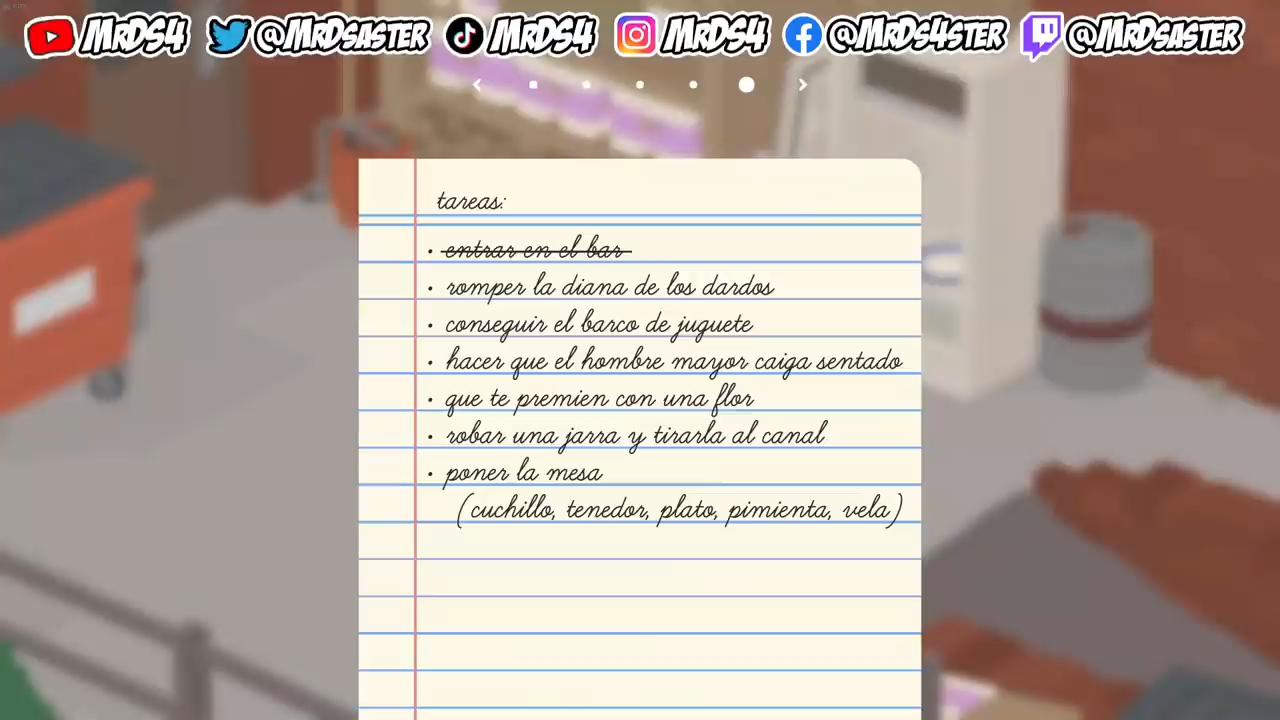 MRDS4 @MRDSASTER MRDS4 MRDS4 @MRDS4STER @MRDSASTER
tareas:
• entrar en el bar
• romper la diana de los dardos
• conseguir el barco de juguete
• hacer que el hombre mayor caiga sentado
• que te premien con una flor
• robar una jarra y tirarla al canal
• poner la mesa
(cuchillo, tenedor, plato, pimienta, vela)